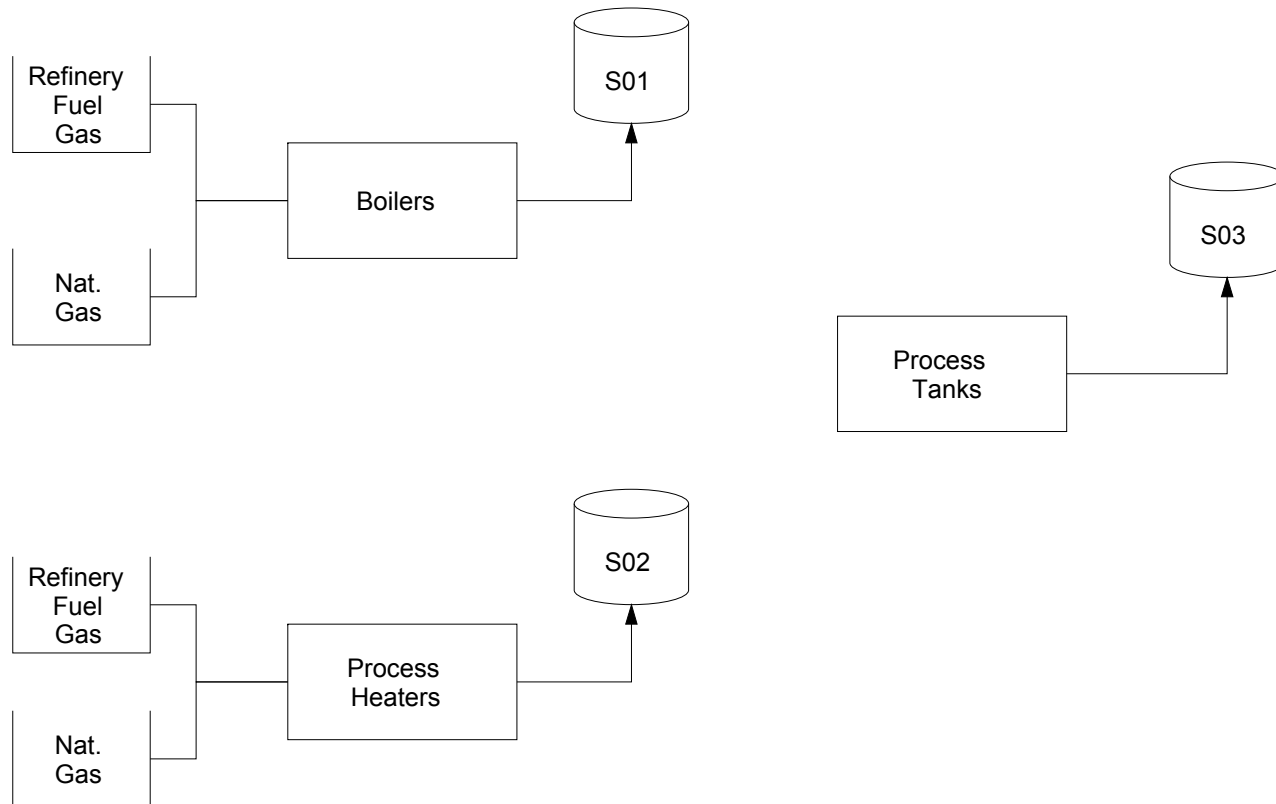 S01
Refinery
Fuel
Gas
Boilers
Nat.
Gas
S03
Process
Tanks
S02
Refinery
Fuel
Gas
Process
Heaters
Nat.
Gas